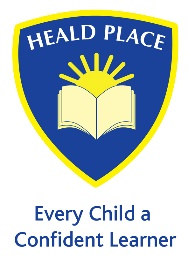 HEALD PLACE
Every Child a
Confident Learner